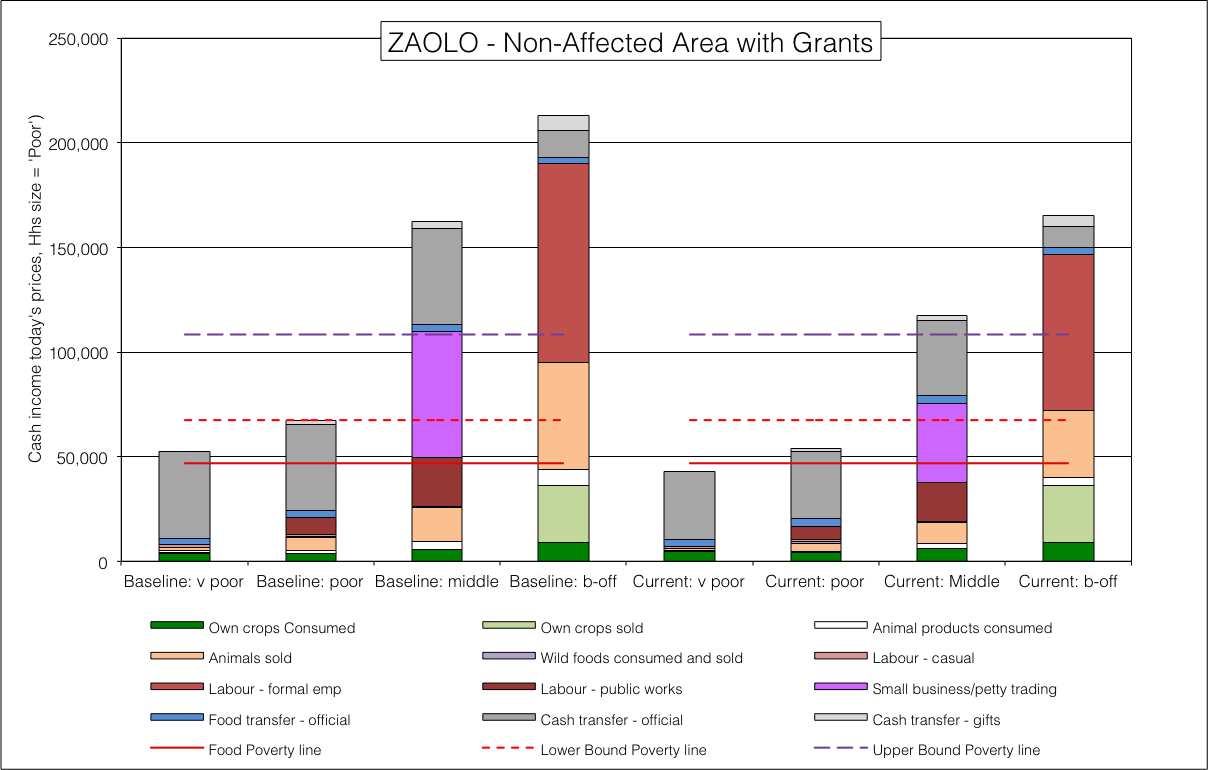 ZAOLO - Non-Affected Area with Grants
Cash income today's prices, Hhs size = 'Poor')
250,000
200,000
150,000
100,000
50,000
0
Baseline: v poor Baseline: poor Baseline: middle Baseline: b-off Current: v poor Current: poor Current: Middle Current: b-off
Own crops Consumed Own crops sold Animal products consumed
Animals sold Wild foods consumed and sold Labour - casual
Labour - formal emp Labour - public works Small business/petty trading
Food transfer - official Cash transfer - official Cash transfer - gifts
Food Poverty line Lower Bound Poverty line Upper Bound Poverty line